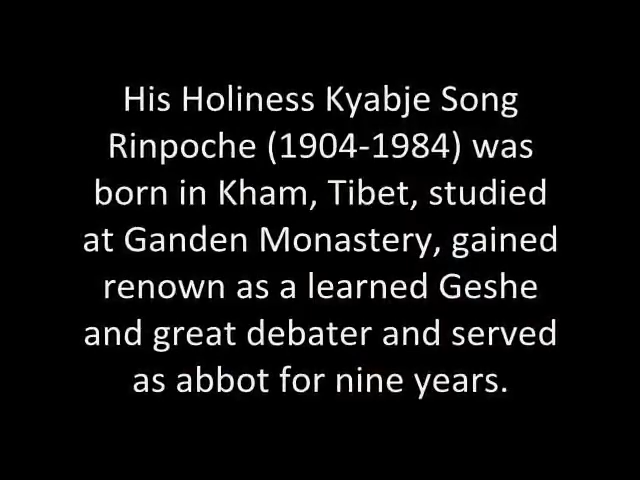 His Holiness Kyabje Song
Rinpoche (1904-1984) was
born in Kham, Tibet, studied
at Ganden Monastery, gained
renown as a learned Geshe
and great debater and served
as abbot for nine years.